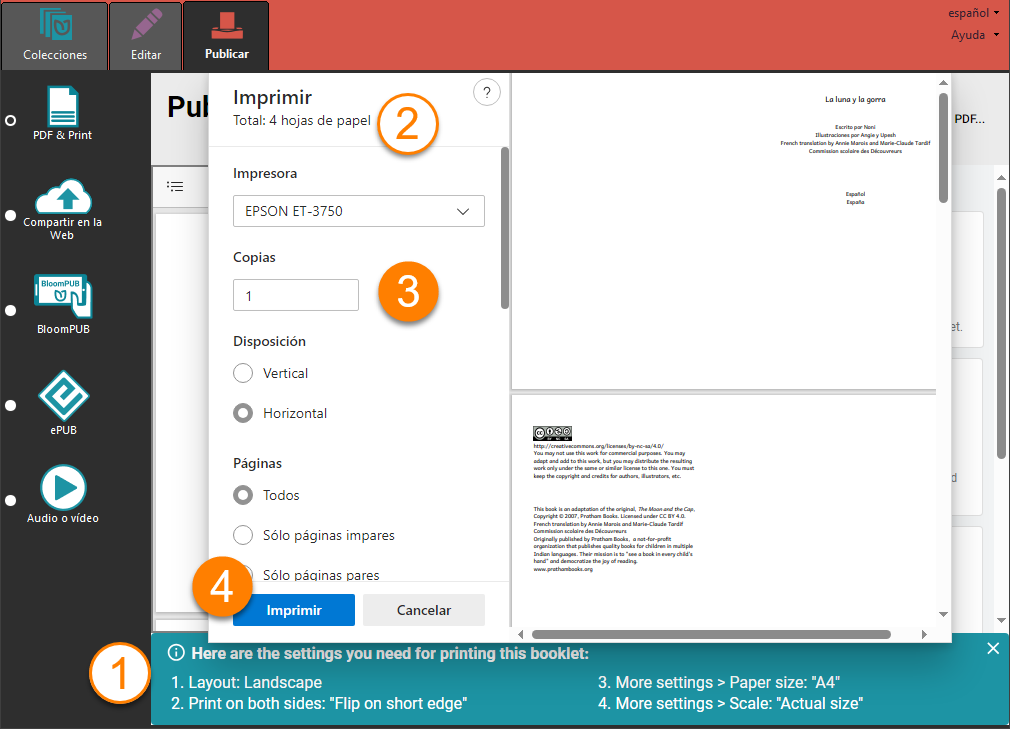 español
Ayuda
Colecciones
Editar
Publicar
PDF & Print
Compartir en la
Web
BloomPUB
BloomPUB
ePUB
Audio o vídeo
Pub
PDF...
et.
d
Imprimir
?
Total: 4 hojas de papel
2
Impresora
EPSON ET-3750
Copias
1
3
Disposición
Vertical
Horizontal
Páginas
Todos
Sólo páginas impares
Sólo páginas pares
4
Imprimir
Cancelar
La luna y la gorra
Escrito por Noni
Illustraciones por Angie y Upesh
French translation by Annie Marois and Marie-Claude Tardif
Commission scolaire des Découvreurs
Español
España
CC BY NC SA
http://creativecommons.org/licenses/by-nc-sa/4.0/
You may not use this work for commercial purposes. You may
adapt and add to this work, but you may distribute the resulting
work only under the same or similar license to this one. You must
keep the copyright and credits for authors, illustrators, etc.
This book is an adaptation of the original, The Moon and the Cap,
Copyright © 2007, Pratham Books. Licensed under CC BY 4.0.
French translation by Annie Marois and Marie-Claude Tardif
Commission scolaire des Découvreurs
Originally published by Pratham Books, a not-for-profit
organization that publishes quality books for children in multiple
Indian languages. Their mission is to "see a book in every child's
hand" and democratize the joy of reading.
www.prathambooks.org
1
Here are the settings you need for printing this booklet:
1. Layout: Landscape
2. Print on both sides: "Flip on short edge"
3. More settings > Paper size: "A4"
4. More settings > Scale: "Actual size"